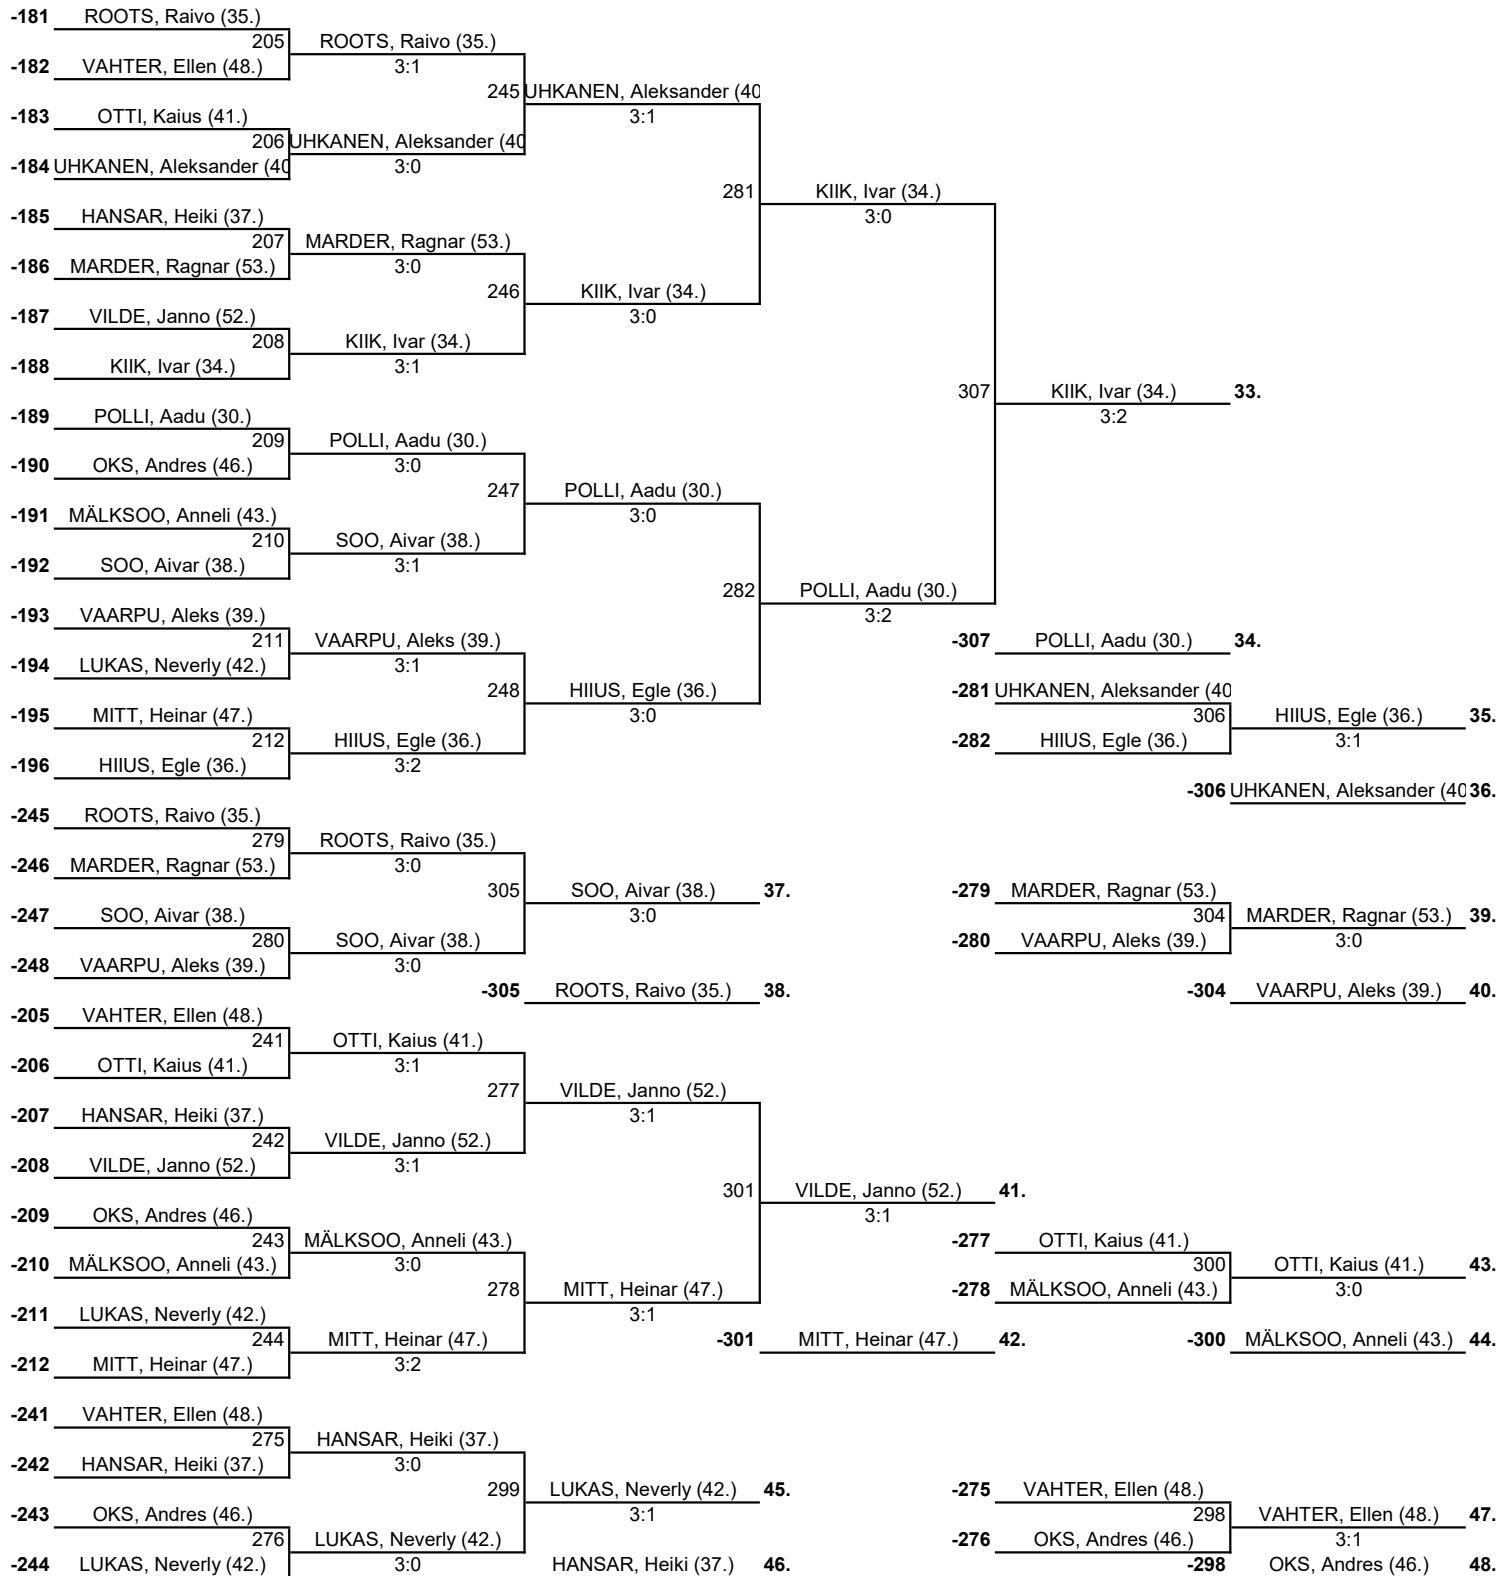 -181 ROOTS, Raivo (35.)
205 ROOTS, Raivo (35.)
-182 VAHTER, Ellen (48.) 3:1
245 UHKANEN, Aleksander (40
-183 OTTI, Kaius (41.) 3:1
206 UHKANEN, Aleksander (40
-184 UHKANEN, Aleksander (40 3:0
281 KIIK, Ivar (34.)
-185 HANSAR, Heiki (37.) 3:0
207 MARDER, Ragnar (53.)
-186 MARDER, Ragnar (53.) 3:0
246 KIIK, Ivar (34.)
-187 VILDE, Janno (52.) 3:0
208 KIIK, Ivar (34.)
-188 KIIK, Ivar (34.) 3:1
307 KIIK, Ivar (34.) 33.
-189 POLLI, Aadu (30.) 3:2
209 POLLI, Aadu (30.)
-190 OKS, Andres (46.) 3:0
247 POLLI, Aadu (30.)
-191 MÄLKSOO, Anneli (43.) 3:0
210 SOO, Aivar (38.)
-192 SOO, Aivar (38.) 3:1
282 POLLI, Aadu (30.)
-193 VAARPU, Aleks (39.) 3:2
211 VAARPU, Aleks (39.) -307 POLLI, Aadu (30.) 34.
-194 LUKAS, Neverly (42.) 3:1
248 HIIUS, Egle (36.) -281 UHKANEN, Aleksander (40
-195 MITT, Heinar (47.) 3:0 306 HIIUS, Egle (36.) 35.
212 HIIUS, Egle (36.) -282 HIIUS, Egle (36.) 3:1
-196 HIIUS, Egle (36.) 3:2
-306 UHKANEN, Aleksander (40 36.
-245 ROOTS, Raivo (35.)
279 ROOTS, Raivo (35.)
-246 MARDER, Ragnar (53.) 3:0
305 SOO, Aivar (38.) 37. -279 MARDER, Ragnar (53.)
-247 SOO, Aivar (38.) 3:0 304 MARDER, Ragnar (53.) 39.
280 SOO, Aivar (38.) -280 VAARPU, Aleks (39.) 3:0
-248 VAARPU, Aleks (39.) 3:0
-305 ROOTS, Raivo (35.) 38. -304 VAARPU, Aleks (39.) 40.
-205 VAHTER, Ellen (48.)
241 OTTI, Kaius (41.)
-206 OTTI, Kaius (41.) 3:1
277 VILDE, Janno (52.)
-207 HANSAR, Heiki (37.) 3:1
242 VILDE, Janno (52.)
-208 VILDE, Janno (52.) 3:1
301 VILDE, Janno (52.) 41.
-209 OKS, Andres (46.) 3:1
243 MÄLKSOO, Anneli (43.) -277 OTTI, Kaius (41.)
-210 MÄLKSOO, Anneli (43.) 3:0 300 OTTI, Kaius (41.) 43.
278 MITT, Heinar (47.) -278 MÄLKSOO, Anneli (43.) 3:0
-211 LUKAS, Neverly (42.) 3:1
244 MITT, Heinar (47.) -301 MITT, Heinar (47.) 42. -300 MÄLKSOO, Anneli (43.) 44.
-212 MITT, Heinar (47.) 3:2
-241 VAHTER, Ellen (48.)
275 HANSAR, Heiki (37.)
-242 HANSAR, Heiki (37.) 3:0
299 LUKAS, Neverly (42.) 45. -275 VAHTER, Ellen (48.)
-243 OKS, Andres (46.) 3:1 298 VAHTER, Ellen (48.) 47.
276 LUKAS, Neverly (42.) -276 OKS, Andres (46.) 3:1
-244 LUKAS, Neverly (42.) 3:0 HANSAR, Heiki (37.) 46. -298 OKS, Andres (46.) 48.